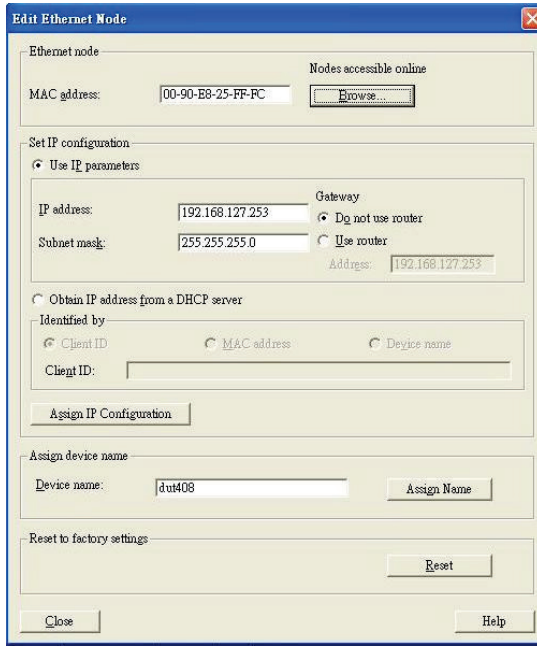 Edit Ethernet Node
Ethernet node
Nodes accessible online
MAC address: 00-90-E8-25-FF-FC Browse...
Set IP configuration
Use IP parameters
Gateway
IP address: 192.168.127.253 Do not use router
Subnet mask: 255.255.255.0 Use router
Address: 192.168.127.253
Obtain IP address from a DHCP server
Identified by
Client ID MAC address Device name
Client ID:
Assign IP Configuration
Assign device name
Device name: dut408 Assign Name
Reset to factory settings
Reset
Close Help